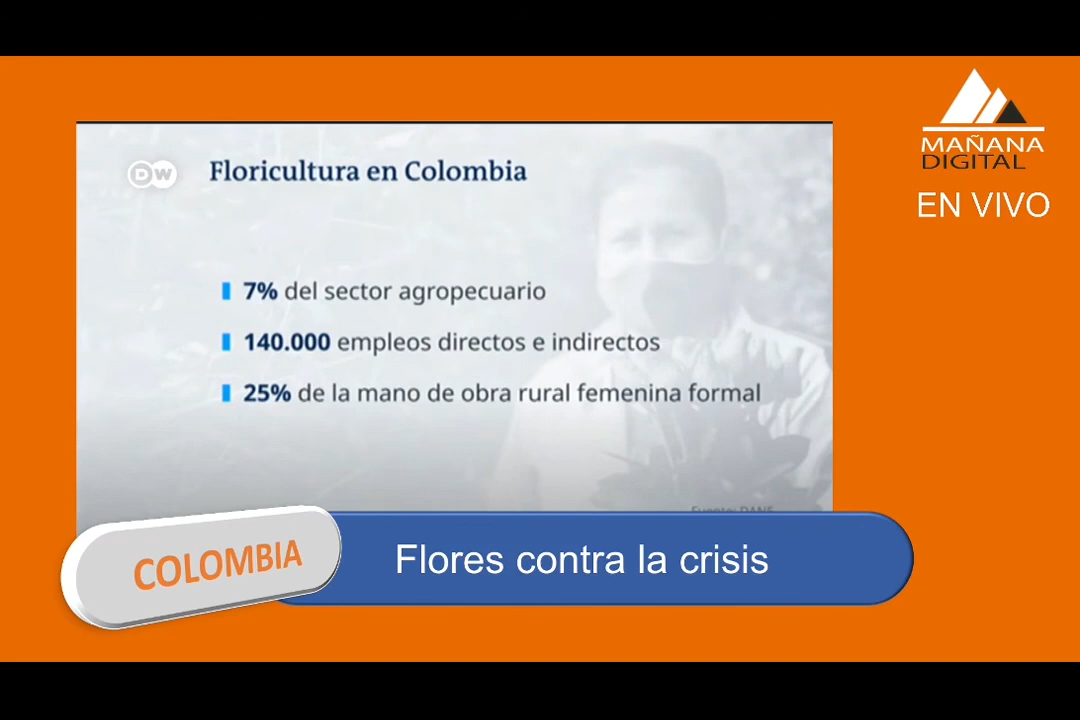 DW
Floricultura en Colombia
7% del sector agropecuario
140.000 empleos directos e indirectos
25% de la mano de obra rural femenina formal
MAÑANA
DIGITAL
EN VIVO
COLOMBIA
Flores contra la crisis